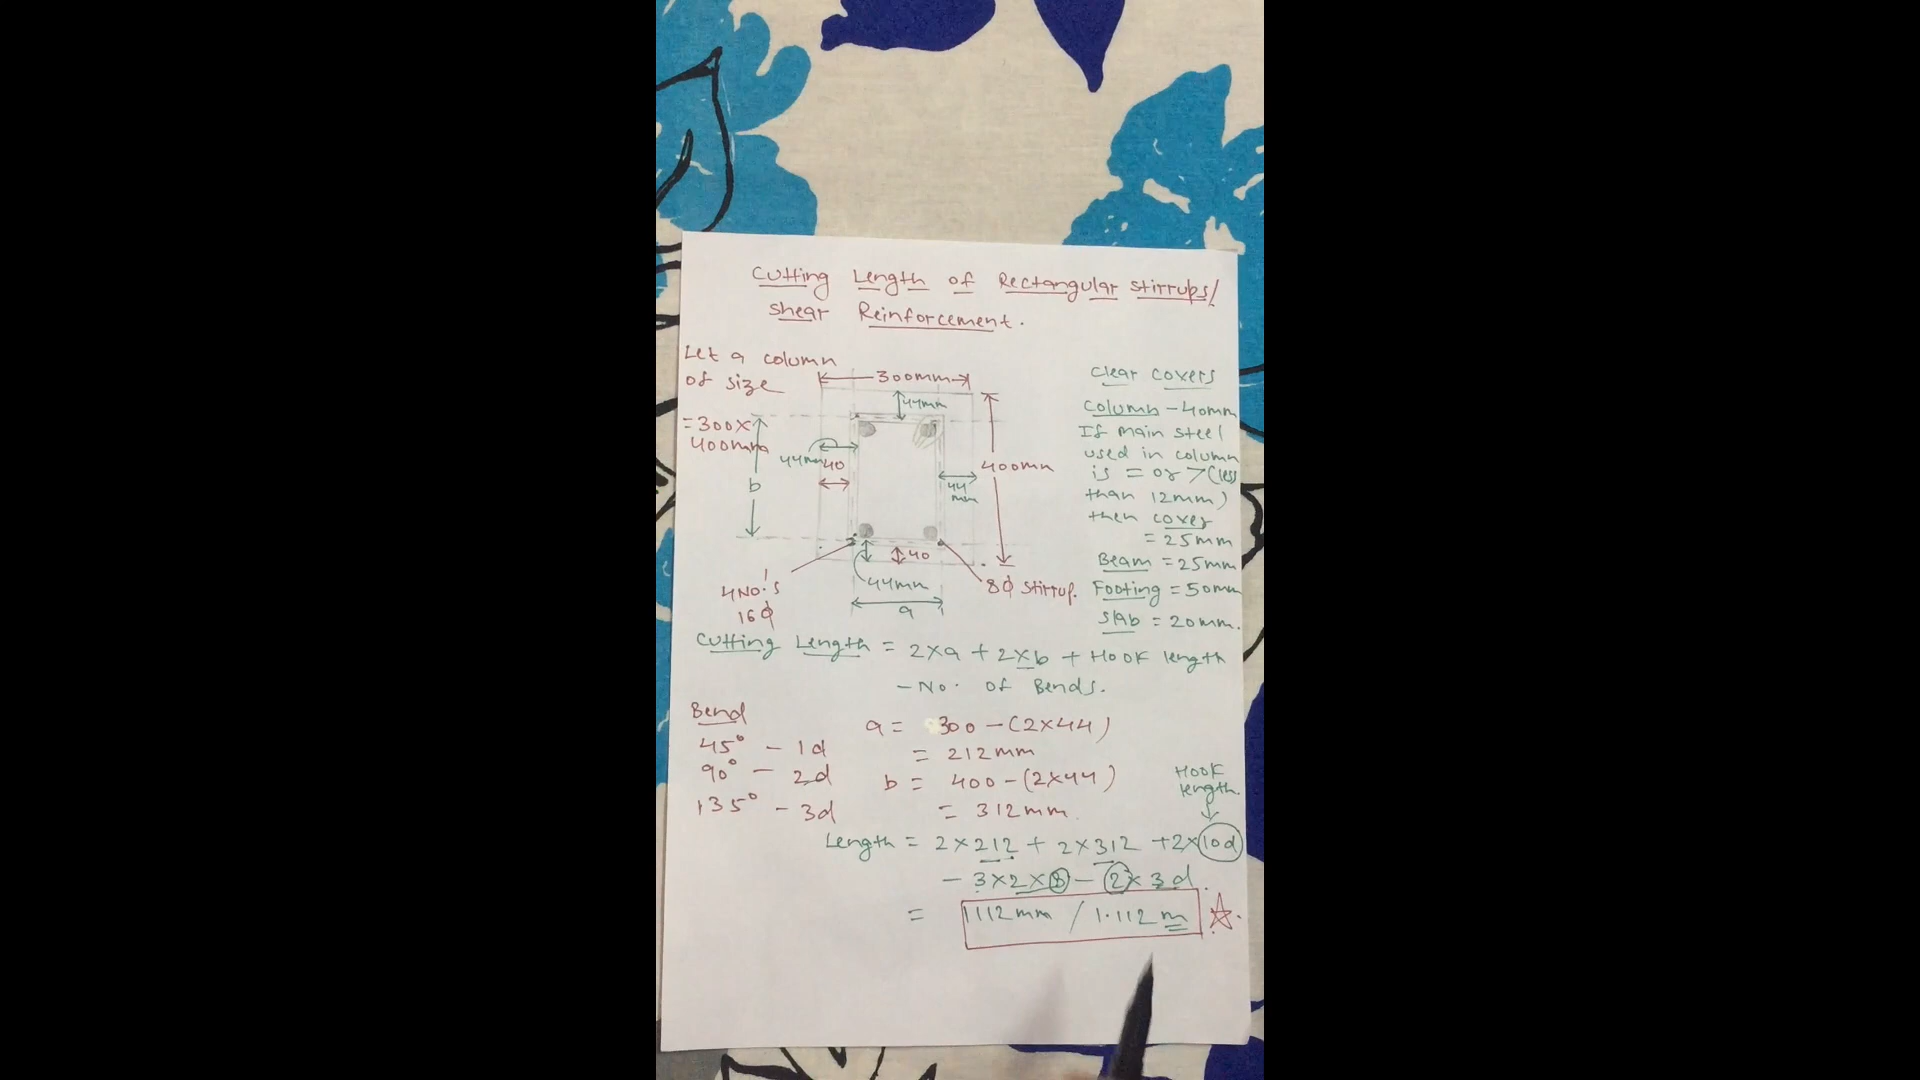 Cutting Length of Rectangular stirrups/
shear Reinforcement.
Let a column
of size
=300x
400mm
300mm
44mm
44mm
40
b
400mm
44
mm
40
44mm
a
4No!s
16ϕ
8ϕ stirrup.
clear covers
Column - 40mm
If main steel
used in column
is = or > (less
than 12mm)
then cover
= 25mm
Beam = 25mm
Footing = 50mm
Slab = 20mm.
Cutting Length = 2xa + 2xb + Hook length
- No. of Bends.
Bend
45° - 1d
90° - 2d
135° - 3d
a = 300 - (2x44)
= 212mm
b = 400 - (2x44)
= 312mm.
Hook
length.
Length = 2x212 + 2x312 + 2x10d
- 3x2x8 - 2x3d.
= 1112mm / 1.112m